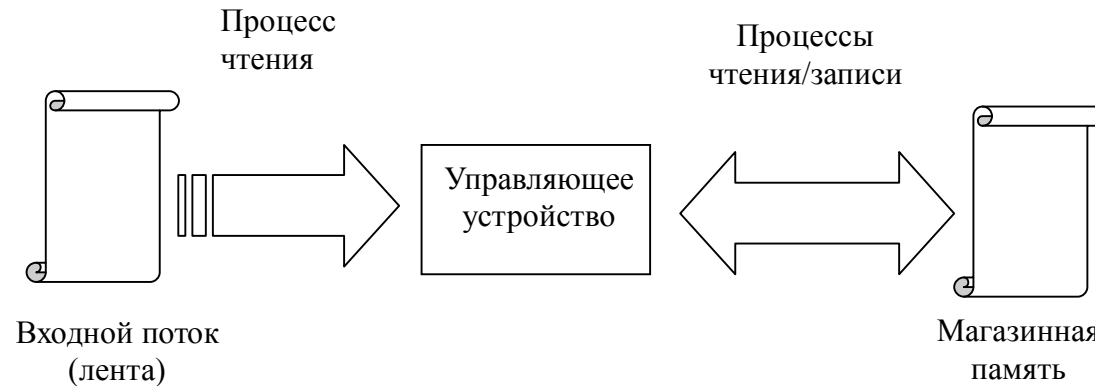 Процесс
чтения
Процессы
чтения/записи
Управляющее
устройство
Входной поток
(лента)
Магазинная
память